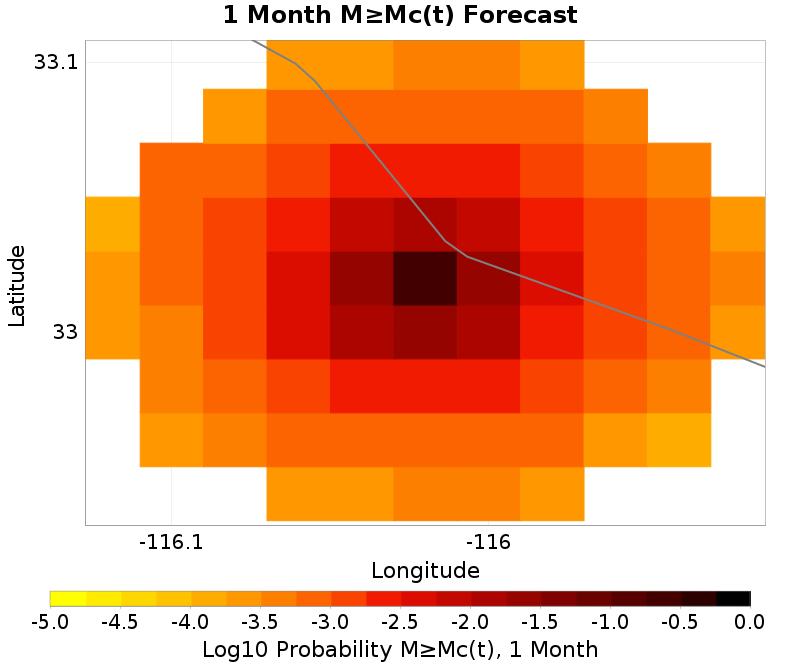 1 Month M≥Mc(t) Forecast
33.1
33
Latitude
-116.1 -116
Longitude
-5.0 -4.5 -4.0 -3.5 -3.0 -2.5 -2.0 -1.5 -1.0 -0.5 0.0
Log10 Probability M≥Mc(t), 1 Month